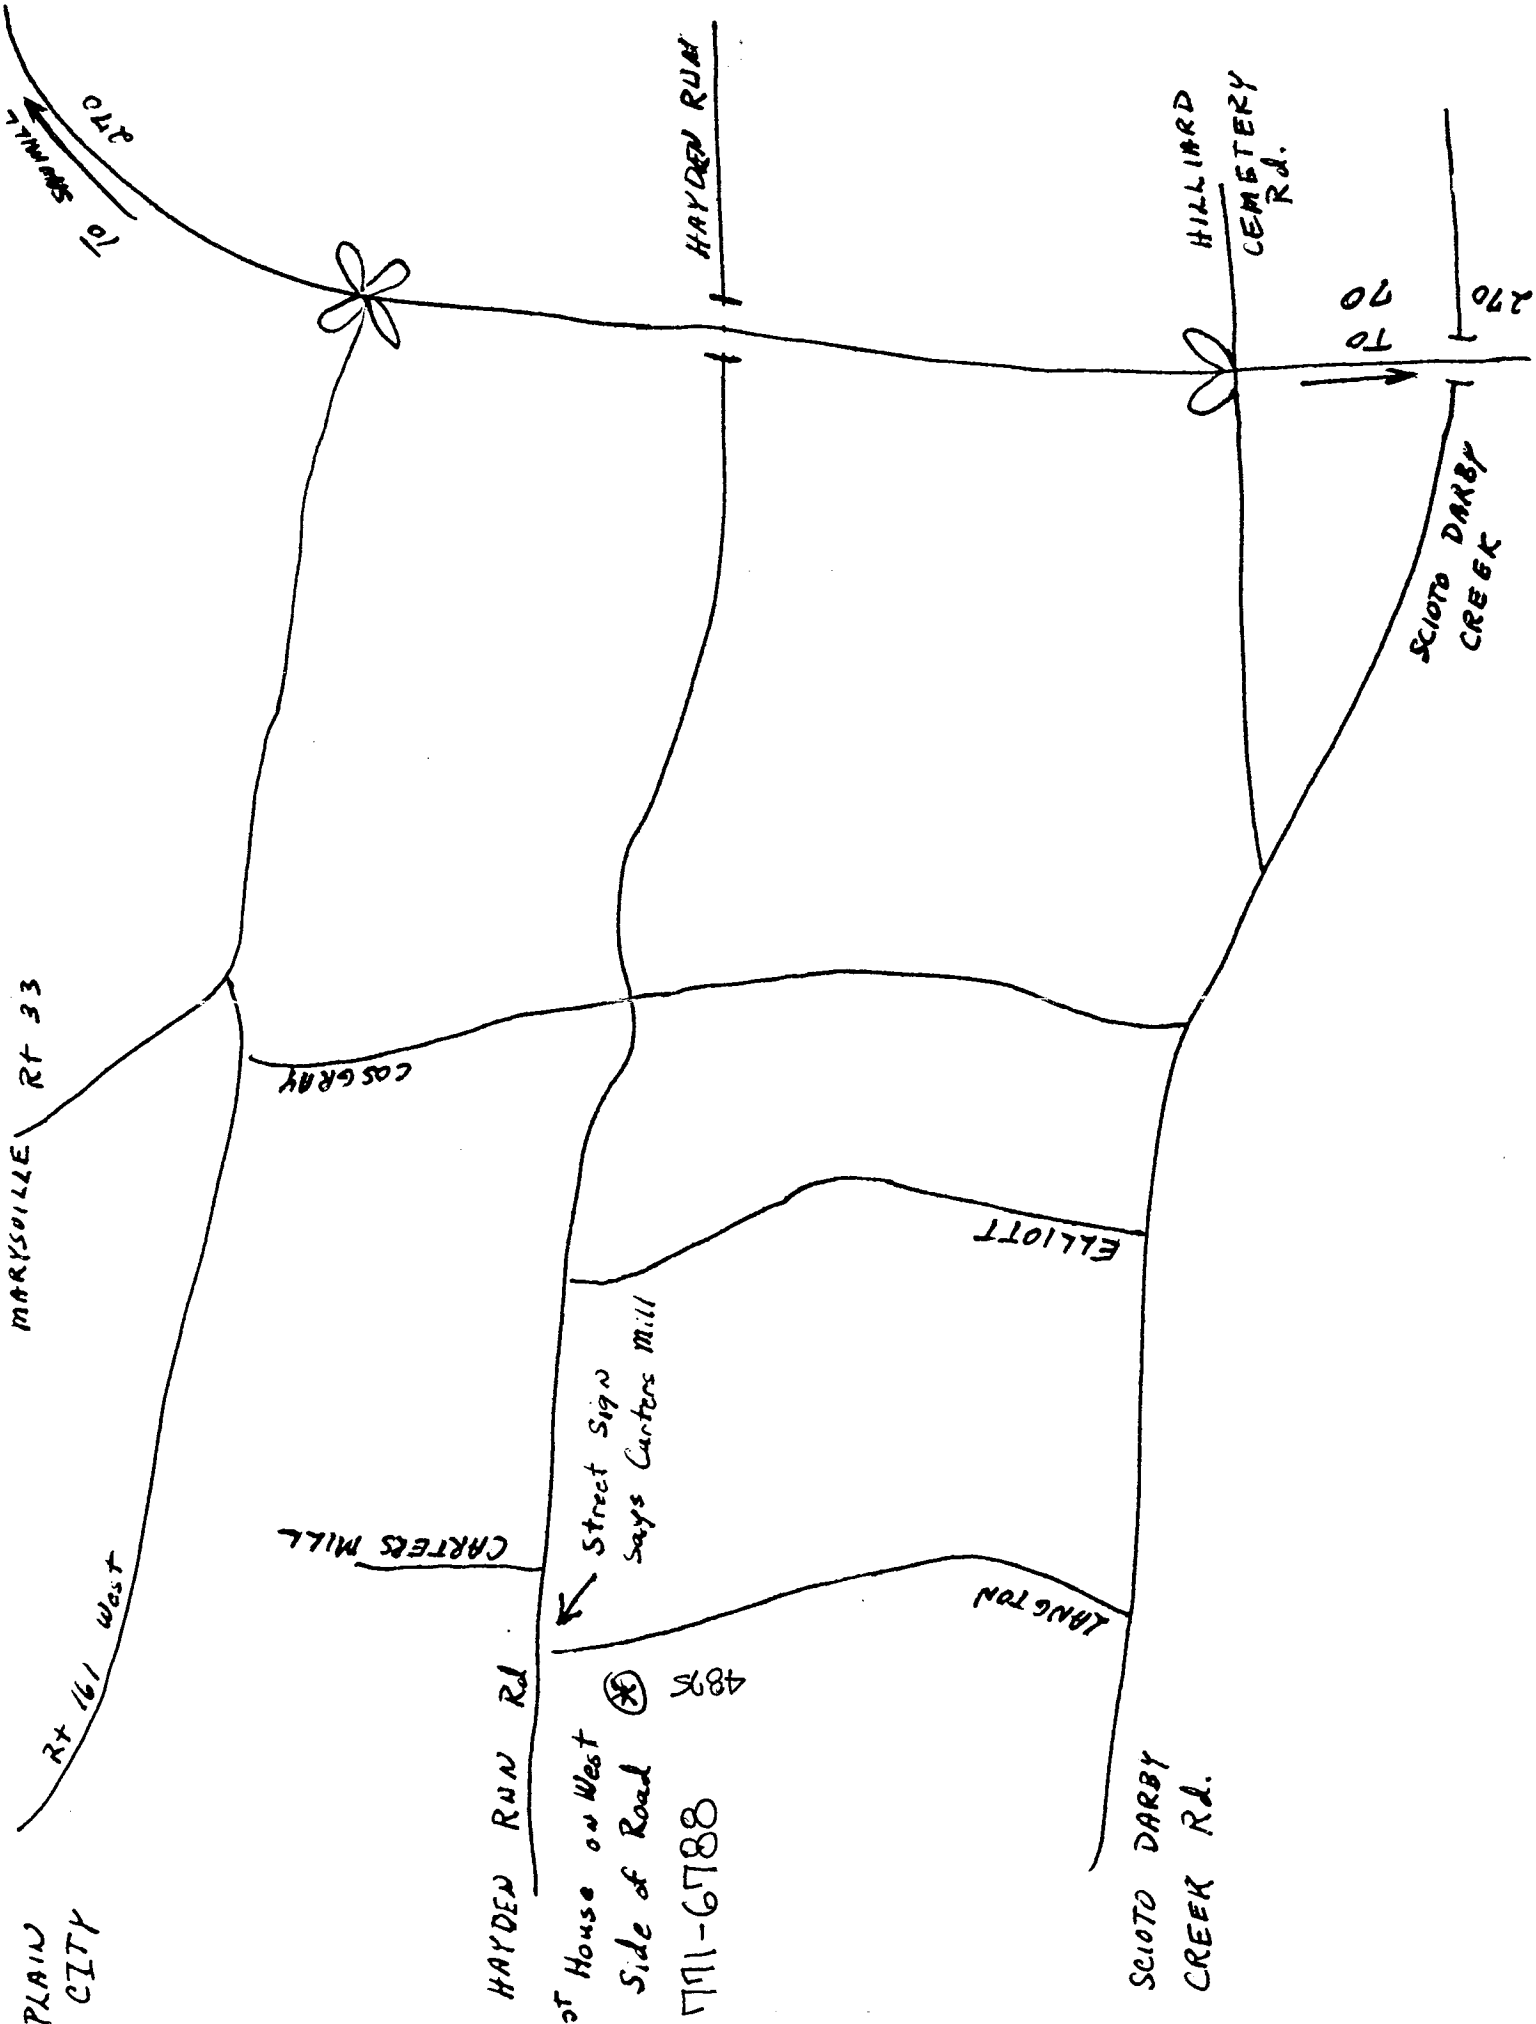 PLAIN
CITY
Rt 161 West
MARYSVILLE Rt 33
TO SAWMILL
270
COSGRAY
CARTERS MILL
HAYDEN RUN Rd
HAYDEN RUN
Street Sign
Says Carters Mill
House on West
Side of Road
4875
771-6788
ELLIOTT
LANGTON
SCIOTO DARBY
CREEK Rd.
HILLIARD
CEMETERY
Rd.
TO
70
270
SCIOTO DARBY
CREEK